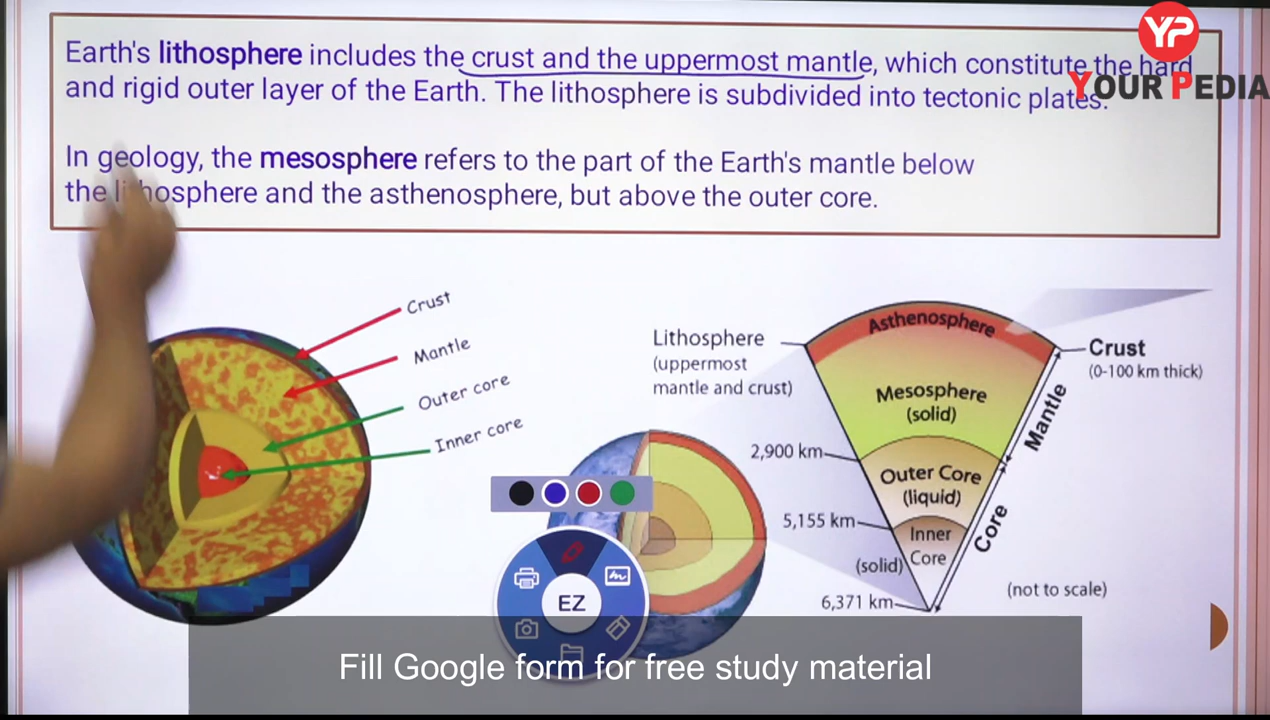 Earth's lithosphere includes the crust and the uppermost mantle, which constitute the hard
and rigid outer layer of the Earth. The lithosphere is subdivided into tectonic plates.
YP
YOUR PEDIA
In geology, the mesosphere refers to the part of the Earth's mantle below
the lithosphere and the asthenosphere, but above the outer core.
Crust
Mantle
Outer core
Inner core
Lithosphere
(uppermost
mantle and crust)
Asthenosphere
Crust
(0-100 km thick)
Mesosphere
(solid)
Mantle
2,900 km
Outer Core
(liquid)
5,155 km
Core
Inner
Core
(solid)
6,371 km
(not to scale)
EZ
Fill Google form for free study material